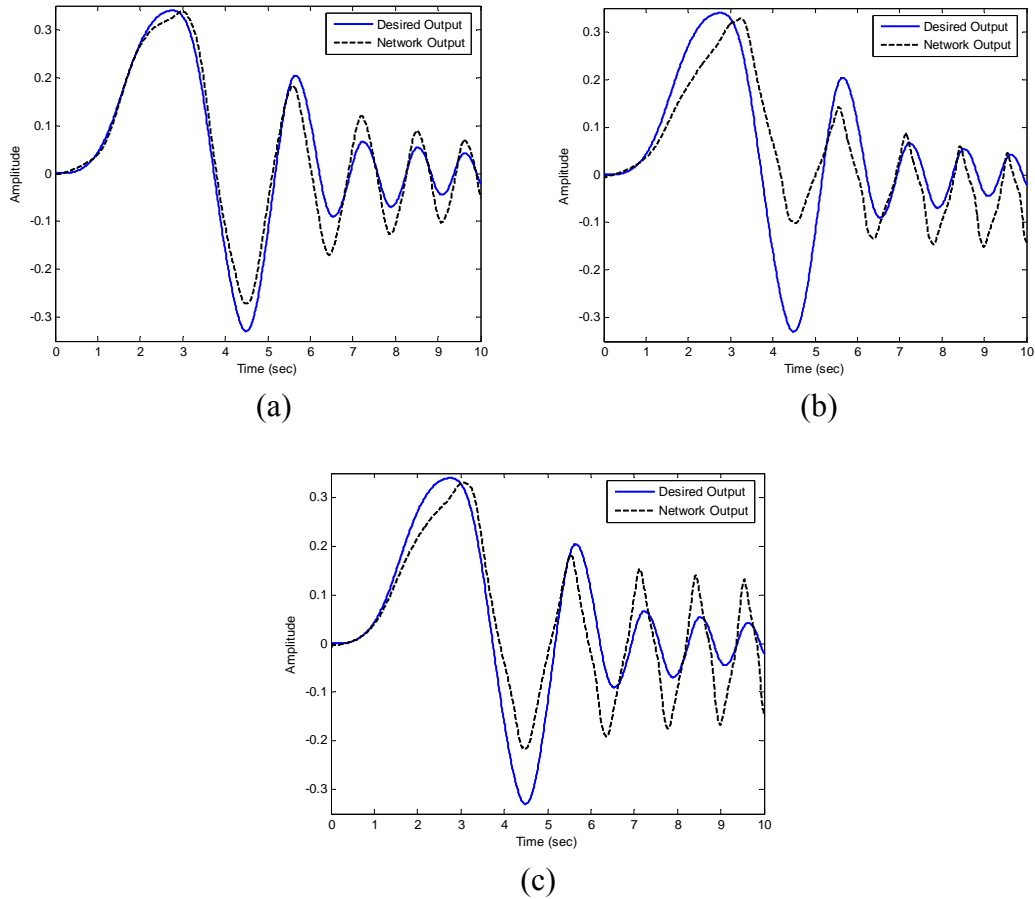 Desired Output
Network Output
0.3
0.2
0.1
0
-0.1
-0.2
-0.3
Amplitude
0 1 2 3 4 5 6 7 8 9 10
Time (sec)
(a)
Desired Output
Network Output
0.3
0.2
0.1
0
-0.1
-0.2
-0.3
Amplitude
0 1 2 3 4 5 6 7 8 9 10
Time (sec)
(b)
Desired Output
Network Output
0.3
0.2
0.1
0
-0.1
-0.2
-0.3
Amplitude
0 1 2 3 4 5 6 7 8 9 10
Time (sec)
(c)